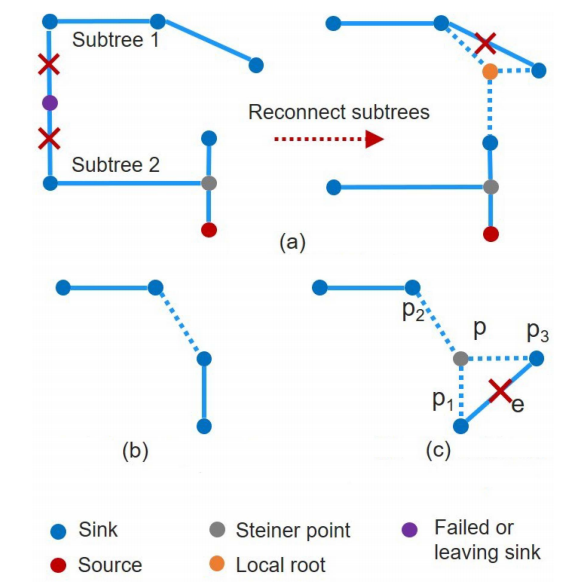 Subtree 1
Reconnect subtrees
Subtree 2
(a)
p2
p
p3
p1
e
(b)
(c)
Sink
Steiner point
Failed or
leaving sink
Source
Local root